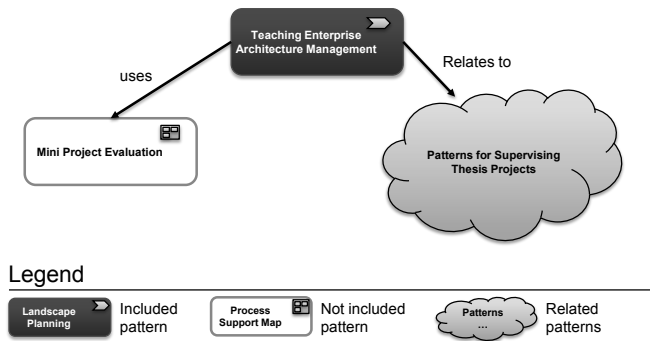 Teaching Enterprise
Architecture Management
uses
Relates to
Mini Project Evaluation
Patterns for Supervising
Thesis Projects
Legend
Landscape
Planning
Included
pattern
Process
Support Map
Not included
pattern
Patterns
...
Related
patterns